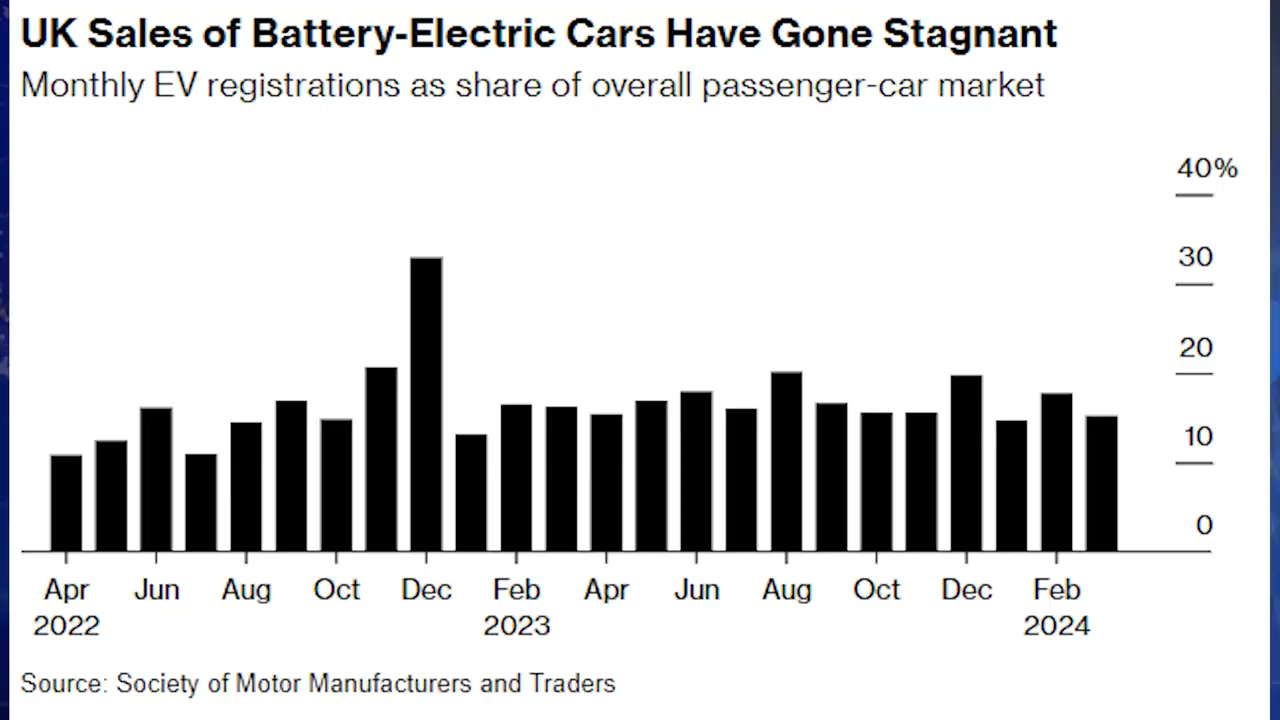 UK Sales of Battery-Electric Cars Have Gone Stagnant
Monthly EV registrations as share of overall passenger-car market
40%
30
20
10
0
Apr Jun Aug Oct Dec Feb Apr Jun Aug Oct Dec Feb
2022 2023 2024
Source: Society of Motor Manufacturers and Traders